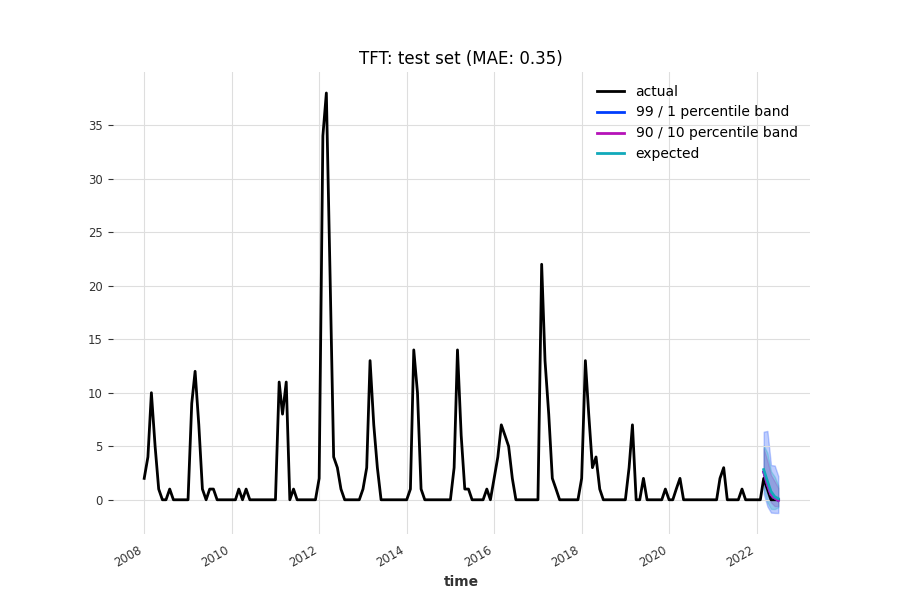 TFT: test set (MAE: 0.35)
actual
99 / 1 percentile band
90 / 10 percentile band
expected
35
30
25
20
15
10
5
0
2008
2010
2012
2014
2016
2018
2020
2022
time